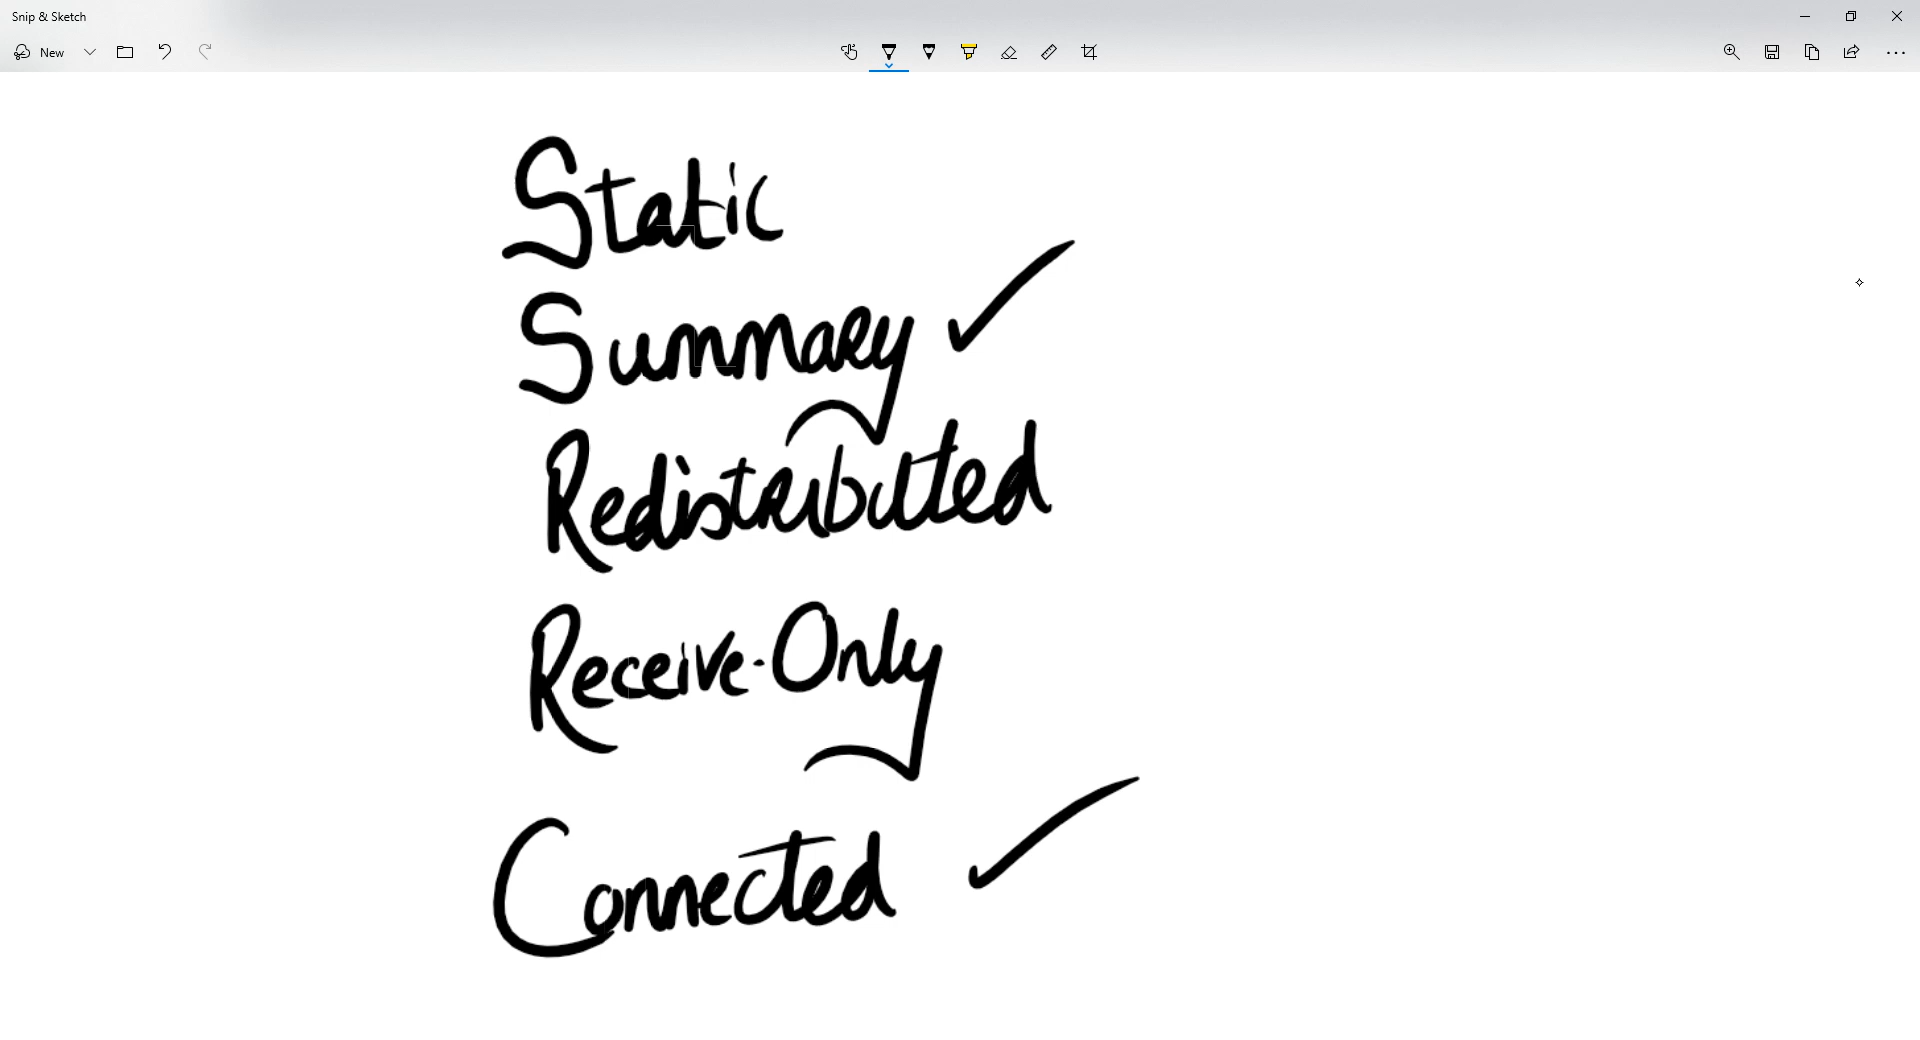 Snip & Sketch
New
Static
Summary
Redistributed
Receive-Only
Connected